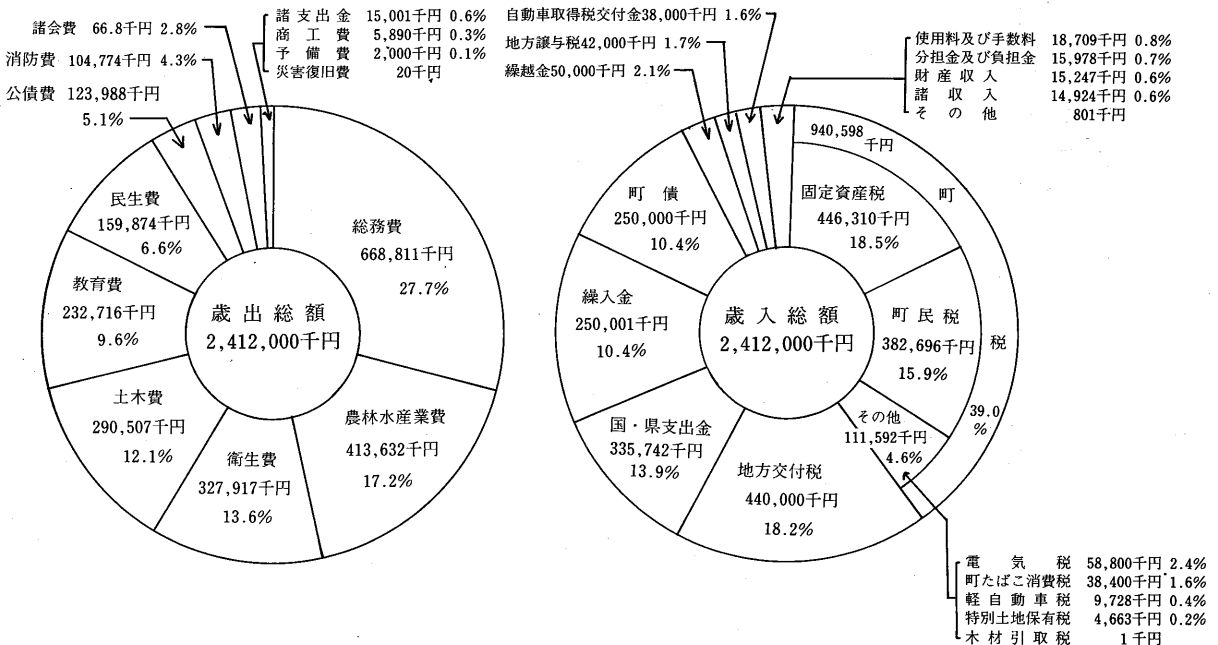 諸支出金 15,001千円 0.6%
商工費 5,890千円 0.3%
予備費 2,000千円 0.1%
災害復旧費 20千円
諸会費 66.8千円 2.8%
消防費 104,774千円 4.3%
公債費 123,988千円
5.1%
民生費
159,874千円
6.6%
教育費
232,716千円
9.6%
土木費
290,507千円
12.1%
衛生費
327,917千円
13.6%
農林水産業費
413,632千円
17.2%
総務費
668,811千円
27.7%
歳出総額
2,412,000千円
自動車取得税交付金38,000千円 1.6%
地方譲与税42,000千円 1.7%
繰越金50,000千円 2.1%
使用料及び手数料 18,709千円 0.8%
分担金及び負担金 15,978千円 0.7%
財産収入 15,247千円 0.6%
諸収入 14,924千円 0.6%
その他 801千円
940,598
千円
町税
39.0
%
固定資産税
446,310千円
18.5%
町民税
382,696千円
15.9%
その他
111,592千円
4.6%
町債
250,000千円
10.4%
繰入金
250,001千円
10.4%
国・県支出金
335,742千円
13.9%
地方交付税
440,000千円
18.2%
歳入総額
2,412,000千円
電気税 58,800千円 2.4%
町たばこ消費税 38,400千円 1.6%
軽自動車税 9,728千円 0.4%
特別土地保有税 4,663千円 0.2%
木材引取税 1千円